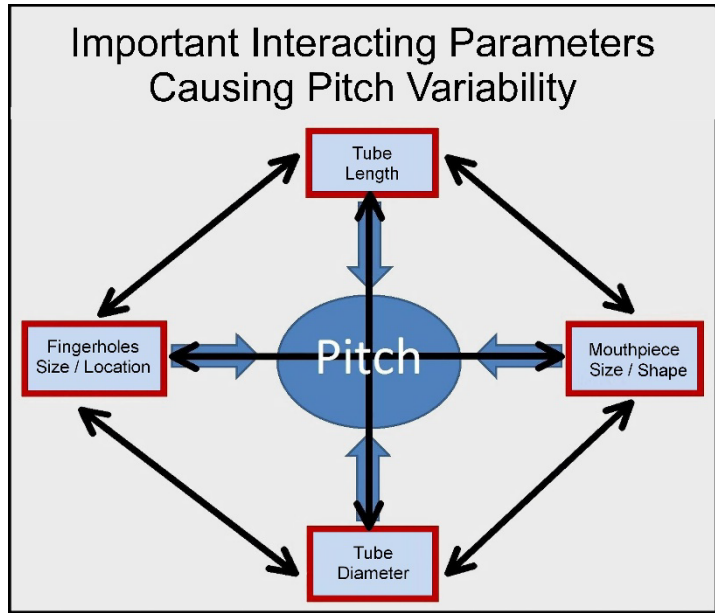 Important Interacting Parameters
Causing Pitch Variability
Tube
Length
Fingerholes
Size / Location
Pitch
Mouthpiece
Size / Shape
Tube
Diameter